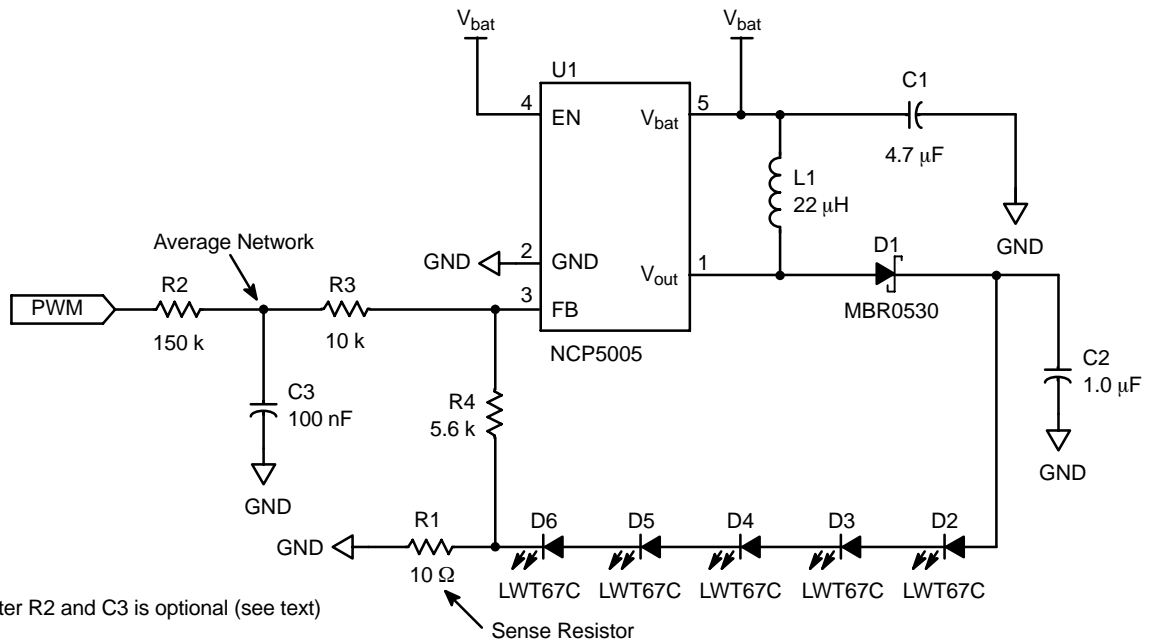 V_bat
V_bat
U1
C1
4
EN
V_bat
5
4.7 μF
L1
22 μH
GND
Average Network
GND
2
GND
D1
V_out
1
MBR0530
R2
R3
3
FB
PWM
150 k
10 k
NCP5005
C2
1.0 μF
C3
100 nF
R4
5.6 k
GND
GND
R1
D6
D5
D4
D3
D2
GND
10 Ω
LWT67C
LWT67C
LWT67C
LWT67C
LWT67C
ter R2 and C3 is optional (see text)
Sense Resistor